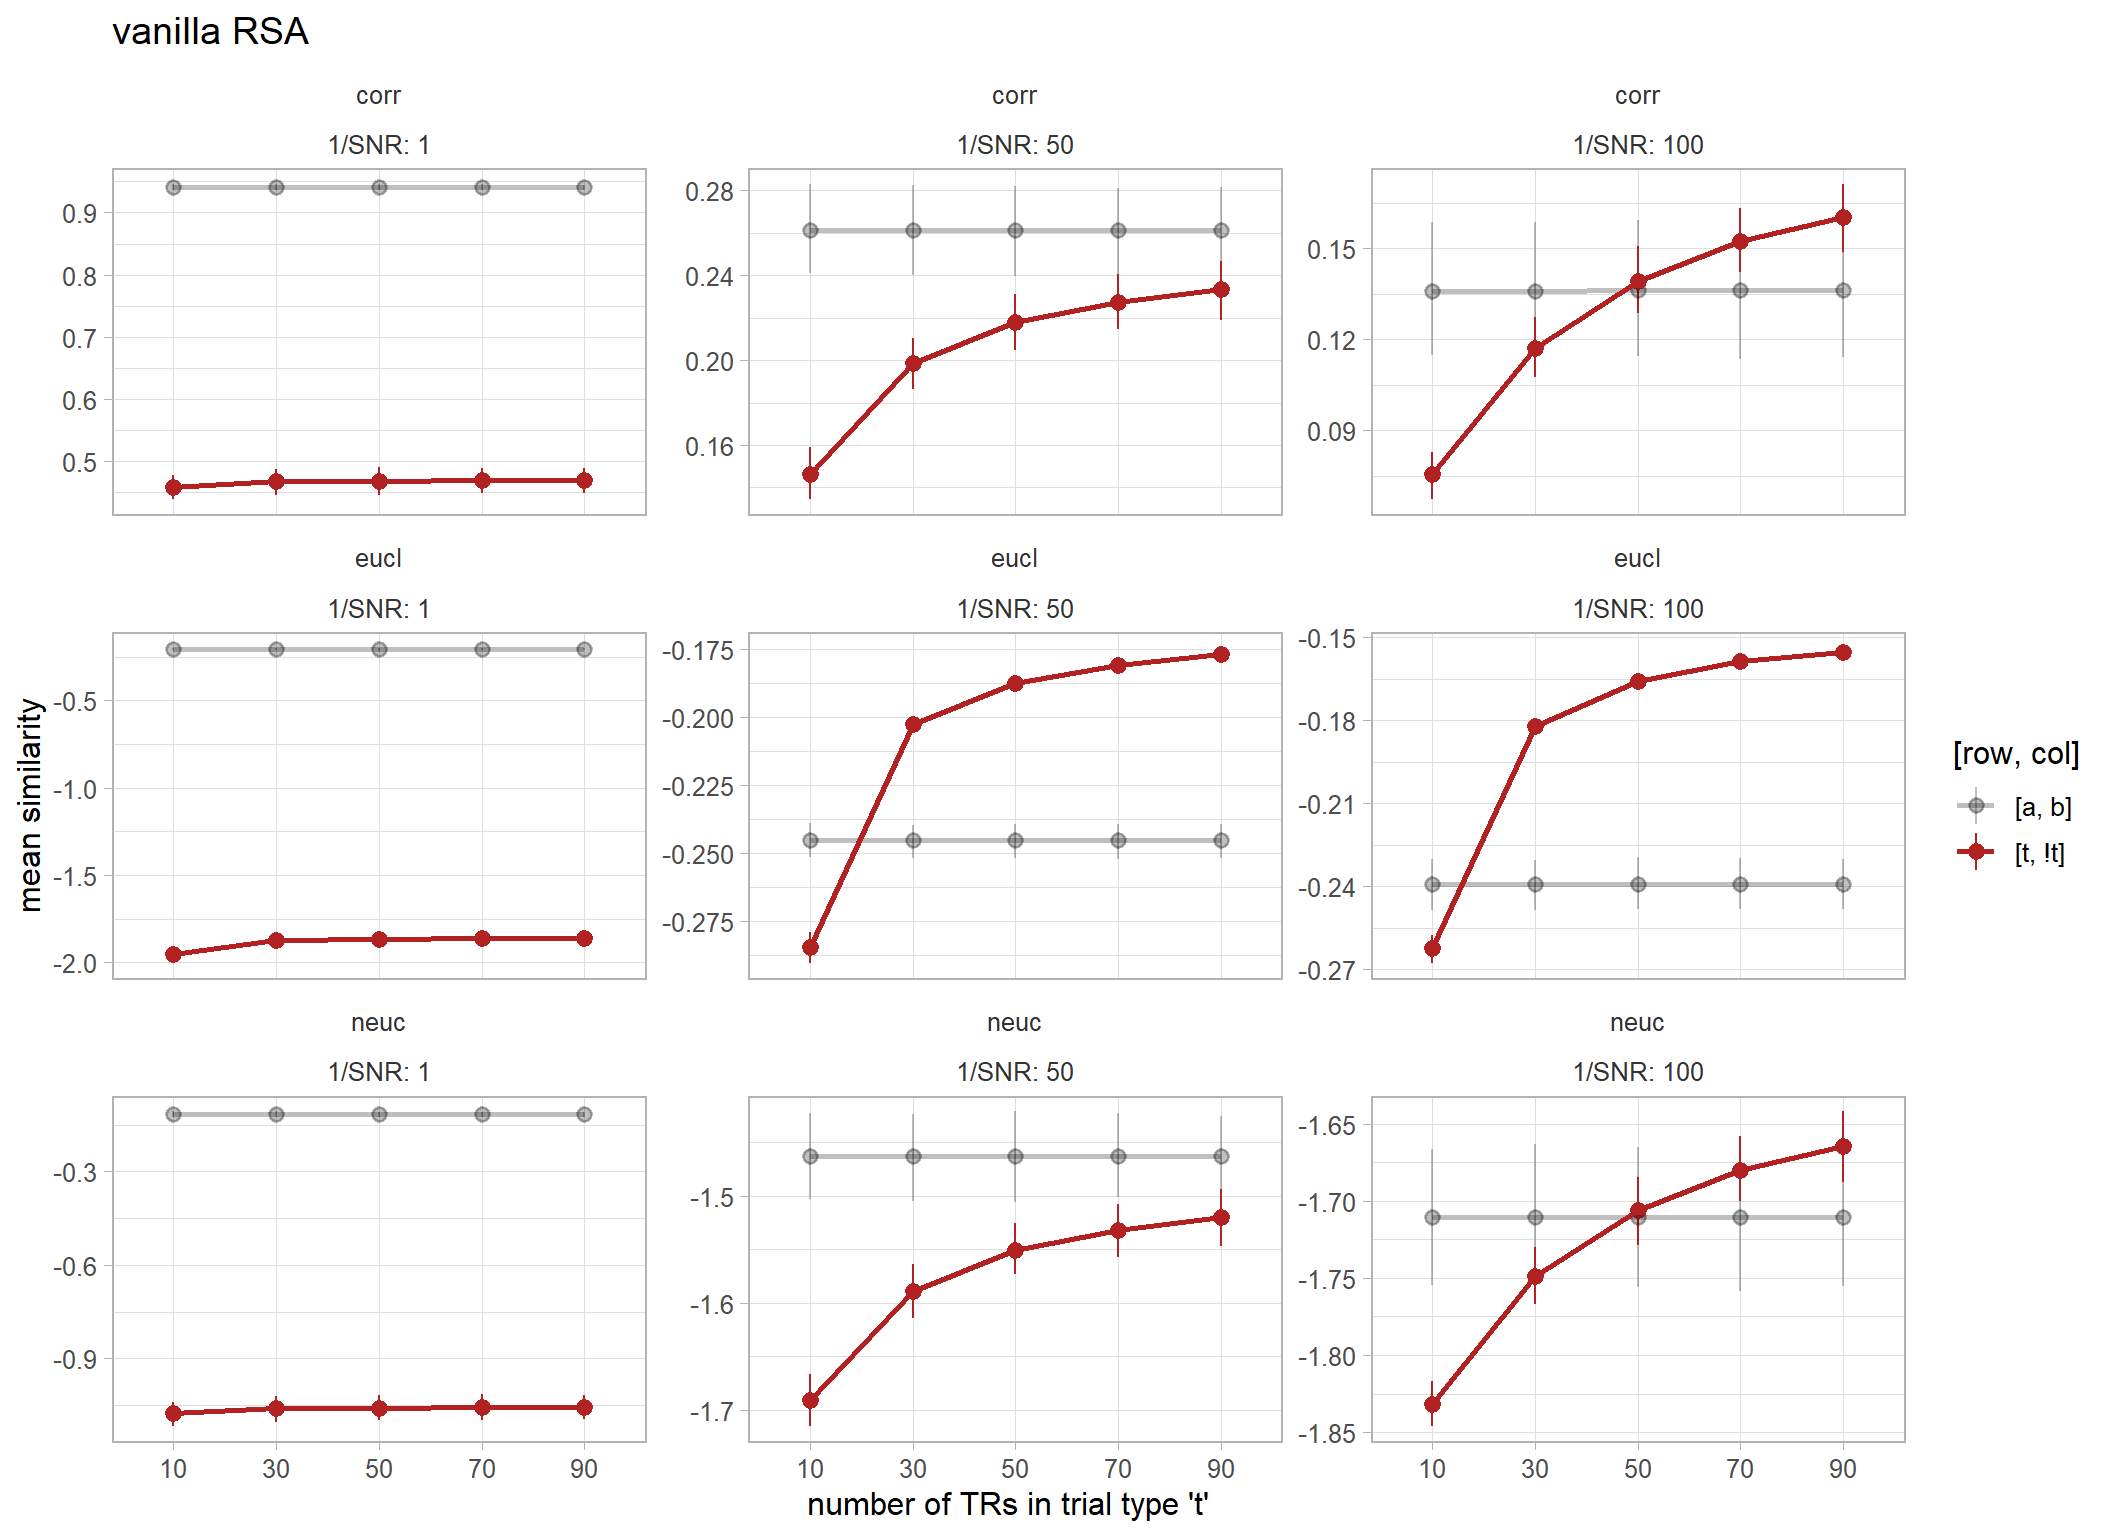 vanilla RSA
corr
1/SNR: 1
0.9
0.8
0.7
0.6
0.5
corr
1/SNR: 50
0.28
0.24
0.20
0.16
corr
1/SNR: 100
0.15
0.12
0.09
eucl
1/SNR: 1
-0.5
-1.0
-1.5
-2.0
eucl
1/SNR: 50
-0.175
-0.200
-0.225
-0.250
-0.275
eucl
1/SNR: 100
-0.15
-0.18
-0.21
-0.24
-0.27
neuc
1/SNR: 1
-0.3
-0.6
-0.9
10 30 50 70 90
neuc
1/SNR: 50
-1.5
-1.6
-1.7
10 30 50 70 90
neuc
1/SNR: 100
-1.65
-1.70
-1.75
-1.80
-1.85
10 30 50 70 90
mean similarity
number of TRs in trial type 't'
[row, col]
[a, b]
[t, !t]